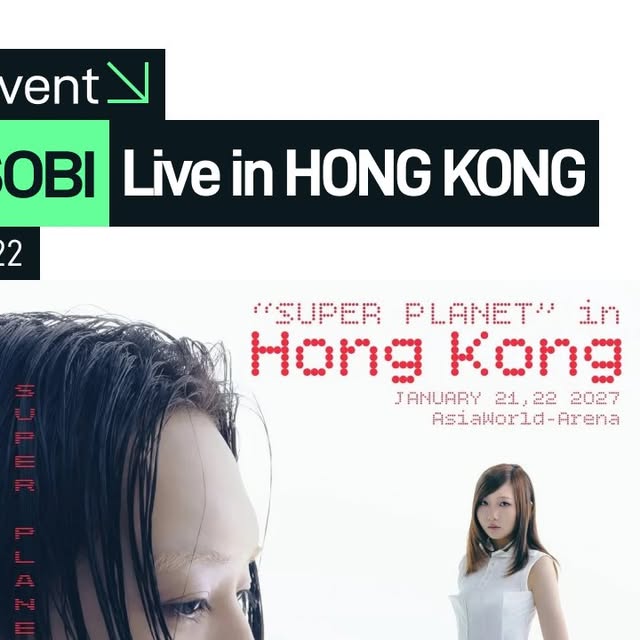 vent
SOBI Live in HONG KONG
22
“SUPER PLANET” in
Hong Kong
JANUARY 21,22 2027
AsiaWorld-Arena
SUPER PLANE